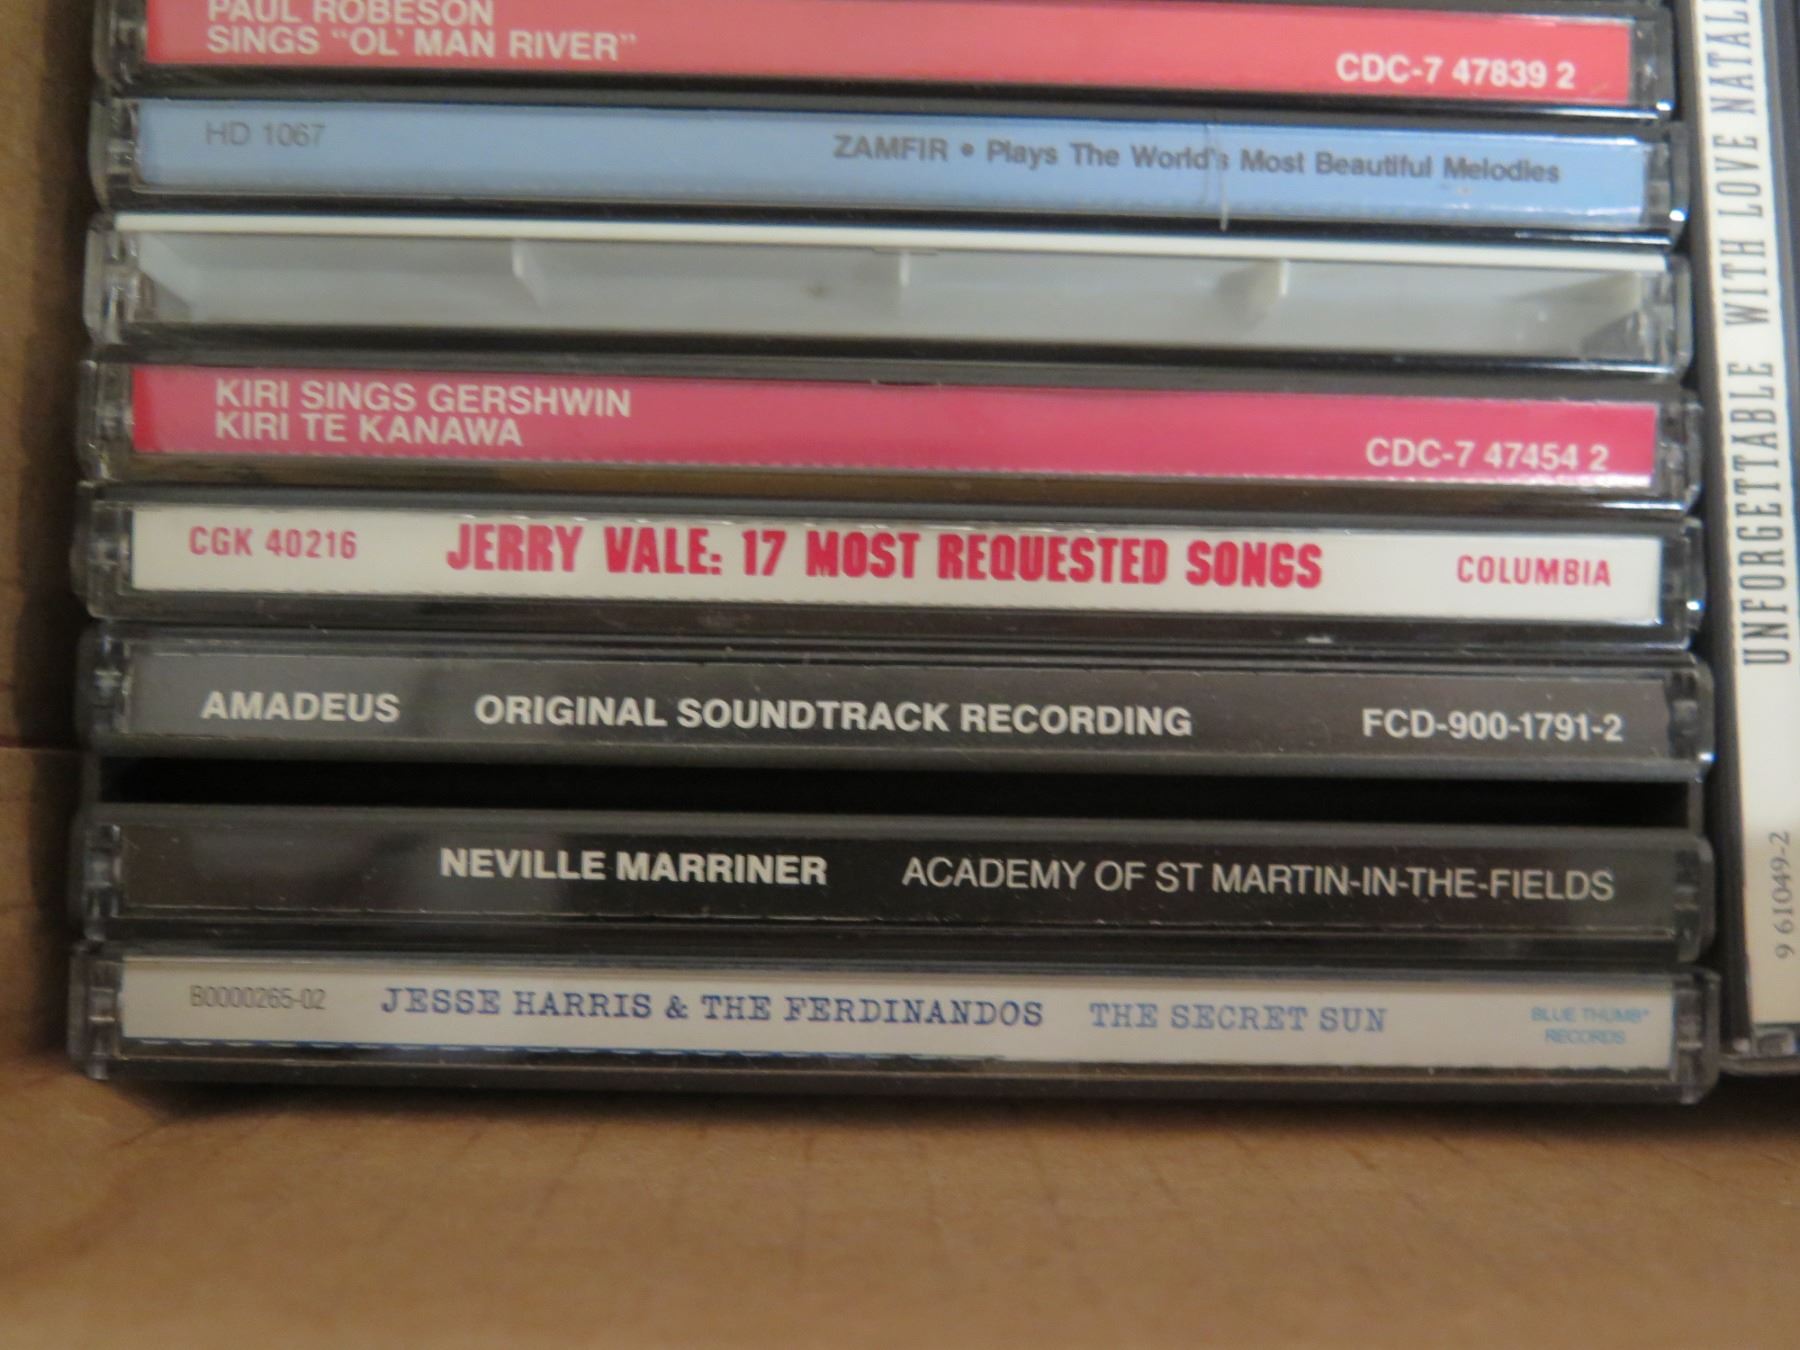 PAUL ROBESON
SINGS "OL' MAN RIVER"
CDC-7 47839 2
HD 1067 ZAMFIR • Plays The World's Most Beautiful Melodies
KIRI SINGS GERSHWIN
KIRI TE KANAWA
CDC-7 47454 2
CGK 40216 JERRY VALE: 17 MOST REQUESTED SONGS COLUMBIA
AMADEUS ORIGINAL SOUNDTRACK RECORDING FCD-900-1791-2
NEVILLE MARRINER ACADEMY OF ST MARTIN-IN-THE-FIELDS
B0000265-02 JESSE HARRIS & THE FERDINANDOS THE SECRET SUN
BLUE THUMB®
RECORDS
UNFORGETTABLE WITH LOVE
9 61049-2